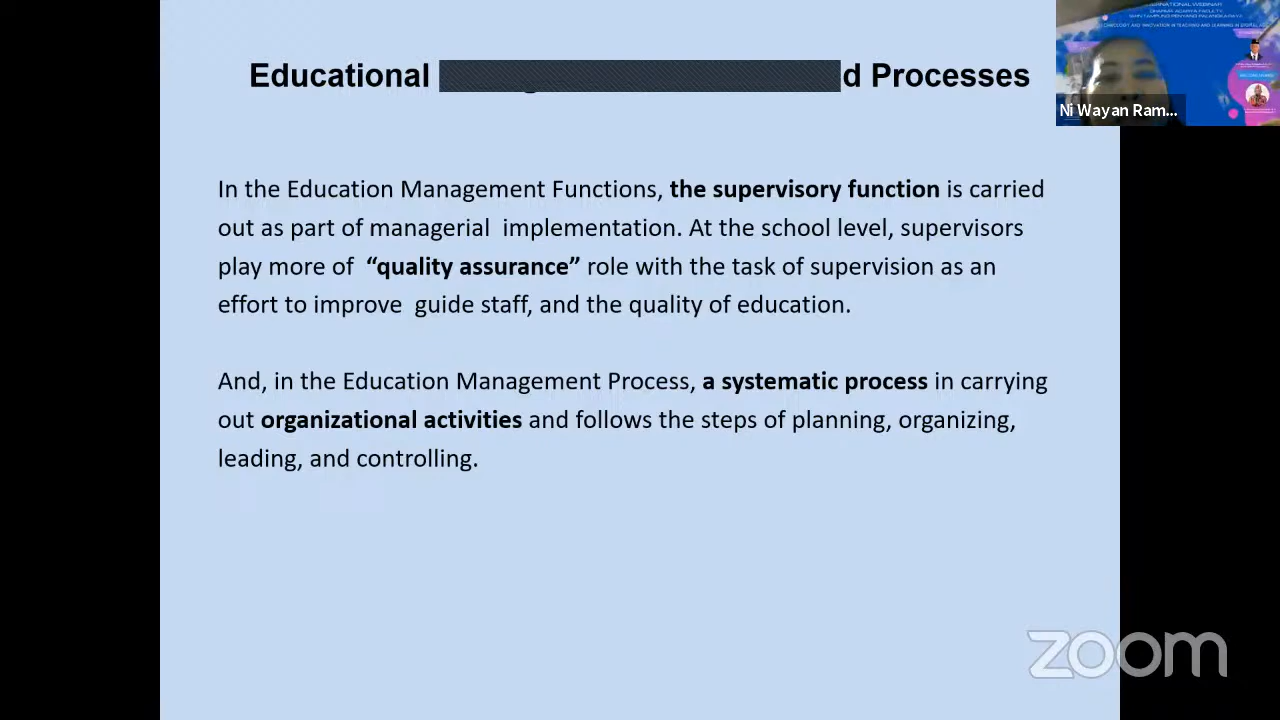 Educational d Processes
In the Education Management Functions, the supervisory function is carried
out as part of managerial  implementation. At the school level, supervisors
play more of  “quality assurance” role with the task of supervision as an
effort to improve  guide staff, and the quality of education.
And, in the Education Management Process, a systematic process in carrying
out organizational activities and follows the steps of planning, organizing,
leading, and controlling.
Ni Wayan Ram...
zoom